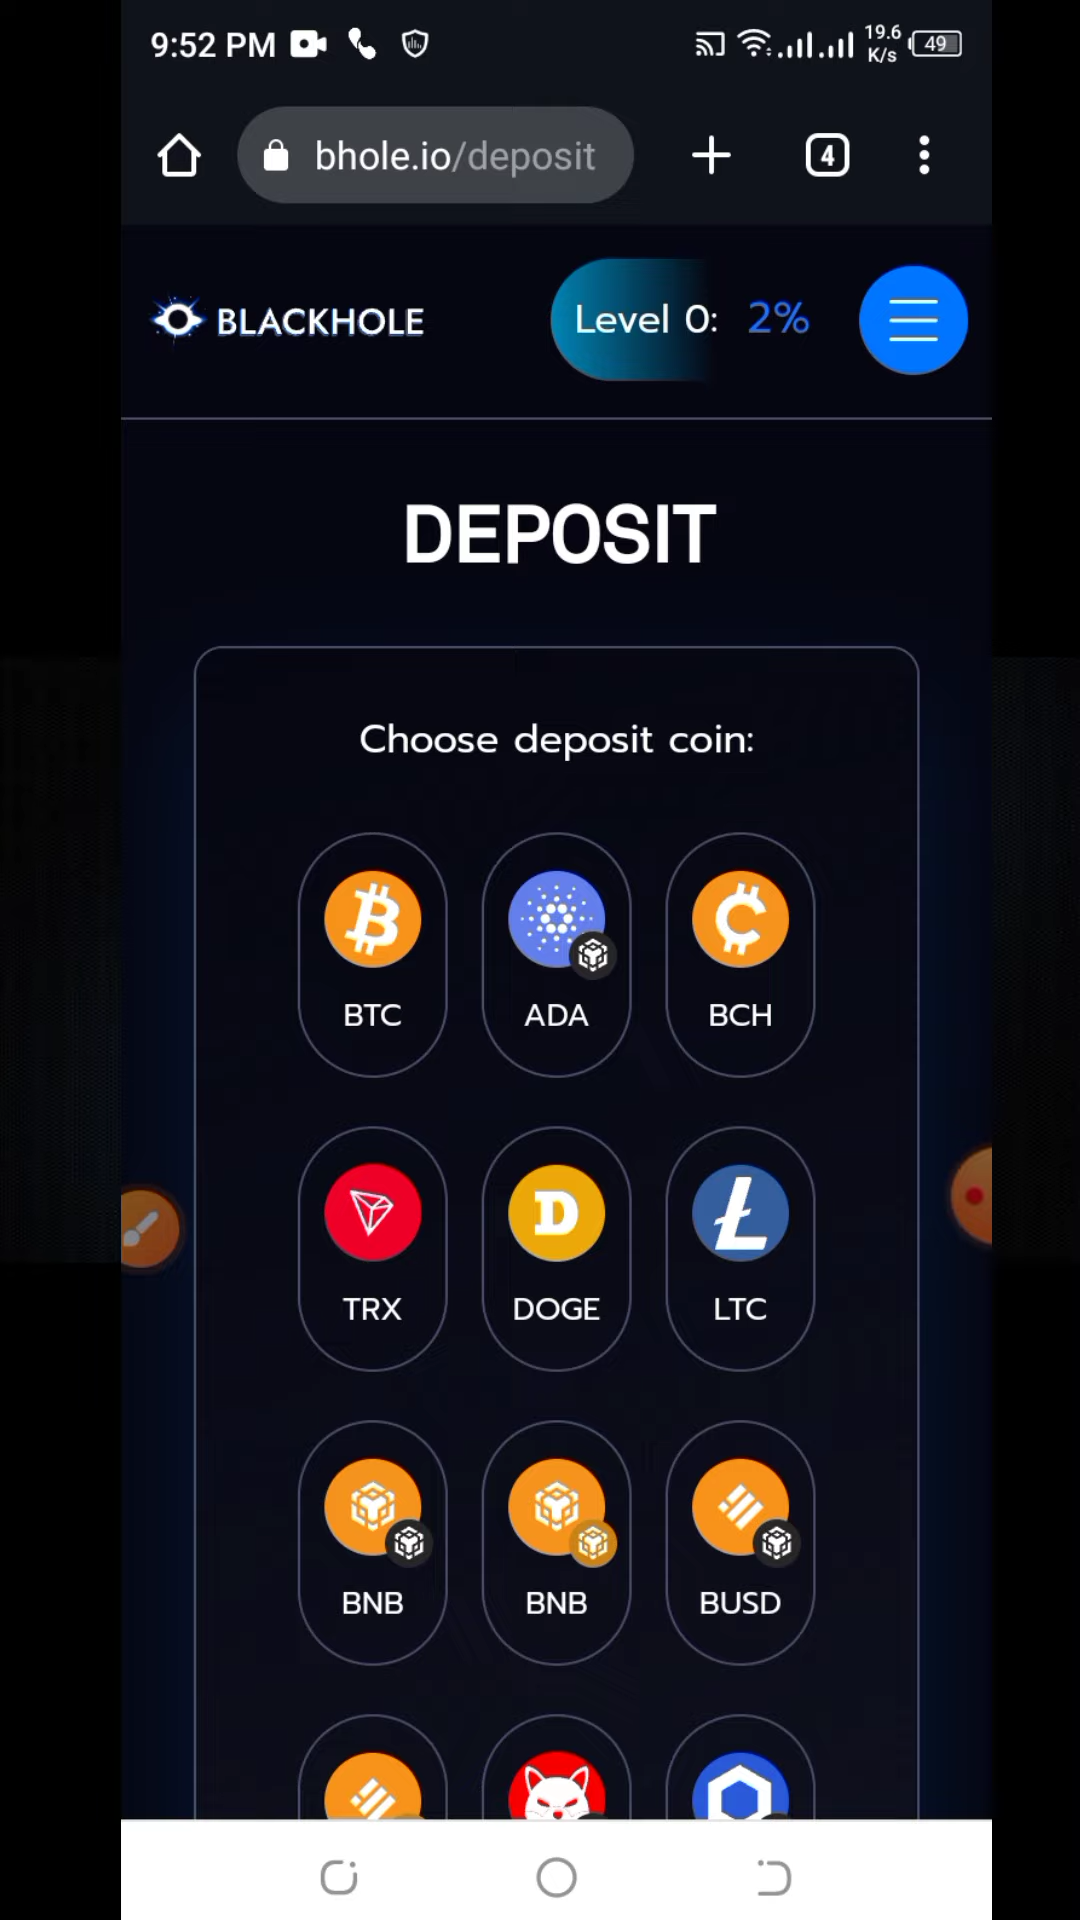 9:52 PM
19.6
K/s
49
bhole.io/deposit
4
BLACKHOLE
Level 0: 2%
DEPOSIT
Choose deposit coin:
BTC
ADA
BCH
TRX
DOGE
LTC
BNB
BNB
BUSD